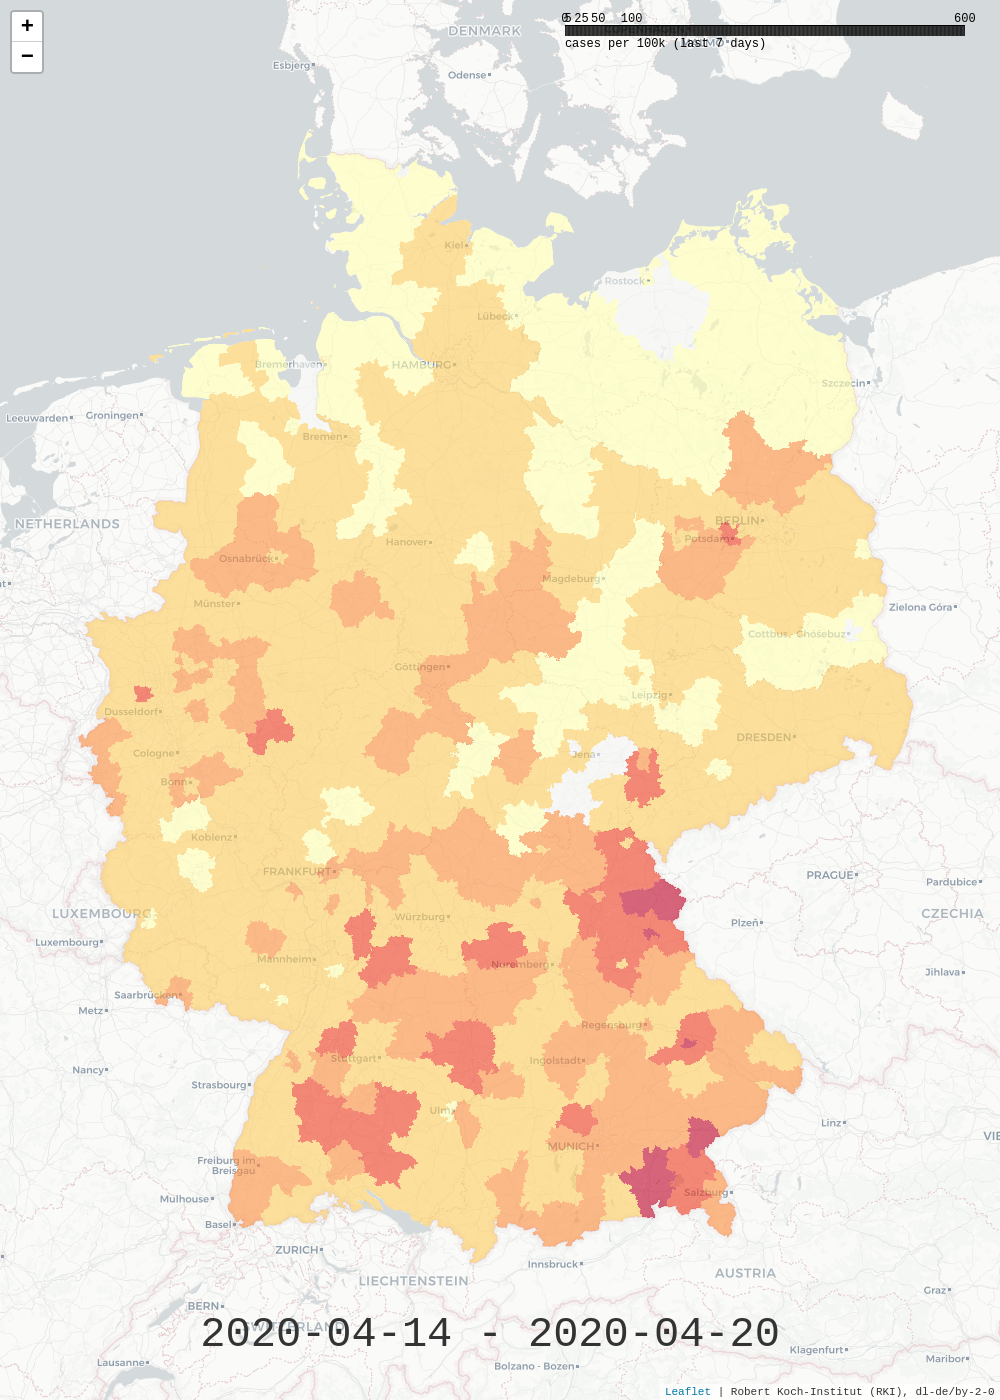 +
−
0 5 25 50 100 600
cases per 100k (last 7 days)
DENMARK
Esbjerg
Odense
Kiel
Rostock
Lübeck
Bremerhaven
HAMBURG
Szczecin
Leeuwarden
Groningen
Bremen
NETHERLANDS
BERLIN
Potsdam
Hanover
Osnabrück
Magdeburg
Münster
Zielona Góra
Cottbus - Chóśebuz
Göttingen
Leipzig
Dusseldorf
DRESDEN
Cologne
Jena
Bonn
Koblenz
FRANKFURT
PRAGUE
Pardubice
LUXEMBOURG
Würzburg
Plzeň
CZECHIA
Luxembourg
Mannheim
Nuremberg
Jihlava
Saarbrücken
Metz
Regensburg
Stuttgart
Ingolstadt
Nancy
Strasbourg
Ulm
Linz
VIE
MUNICH
Freiburg im
Breisgau
Mulhouse
Salzburg
Basel
ZURICH
Innsbruck
LIECHTENSTEIN
AUSTRIA
Graz
BERN
SWITZERLAND
2020-04-14 - 2020-04-20
Klagenfurt
Maribor
Lausanne
Bolzano - Bozen
Leaflet | Robert Koch-Institut (RKI), dl-de/by-2-0